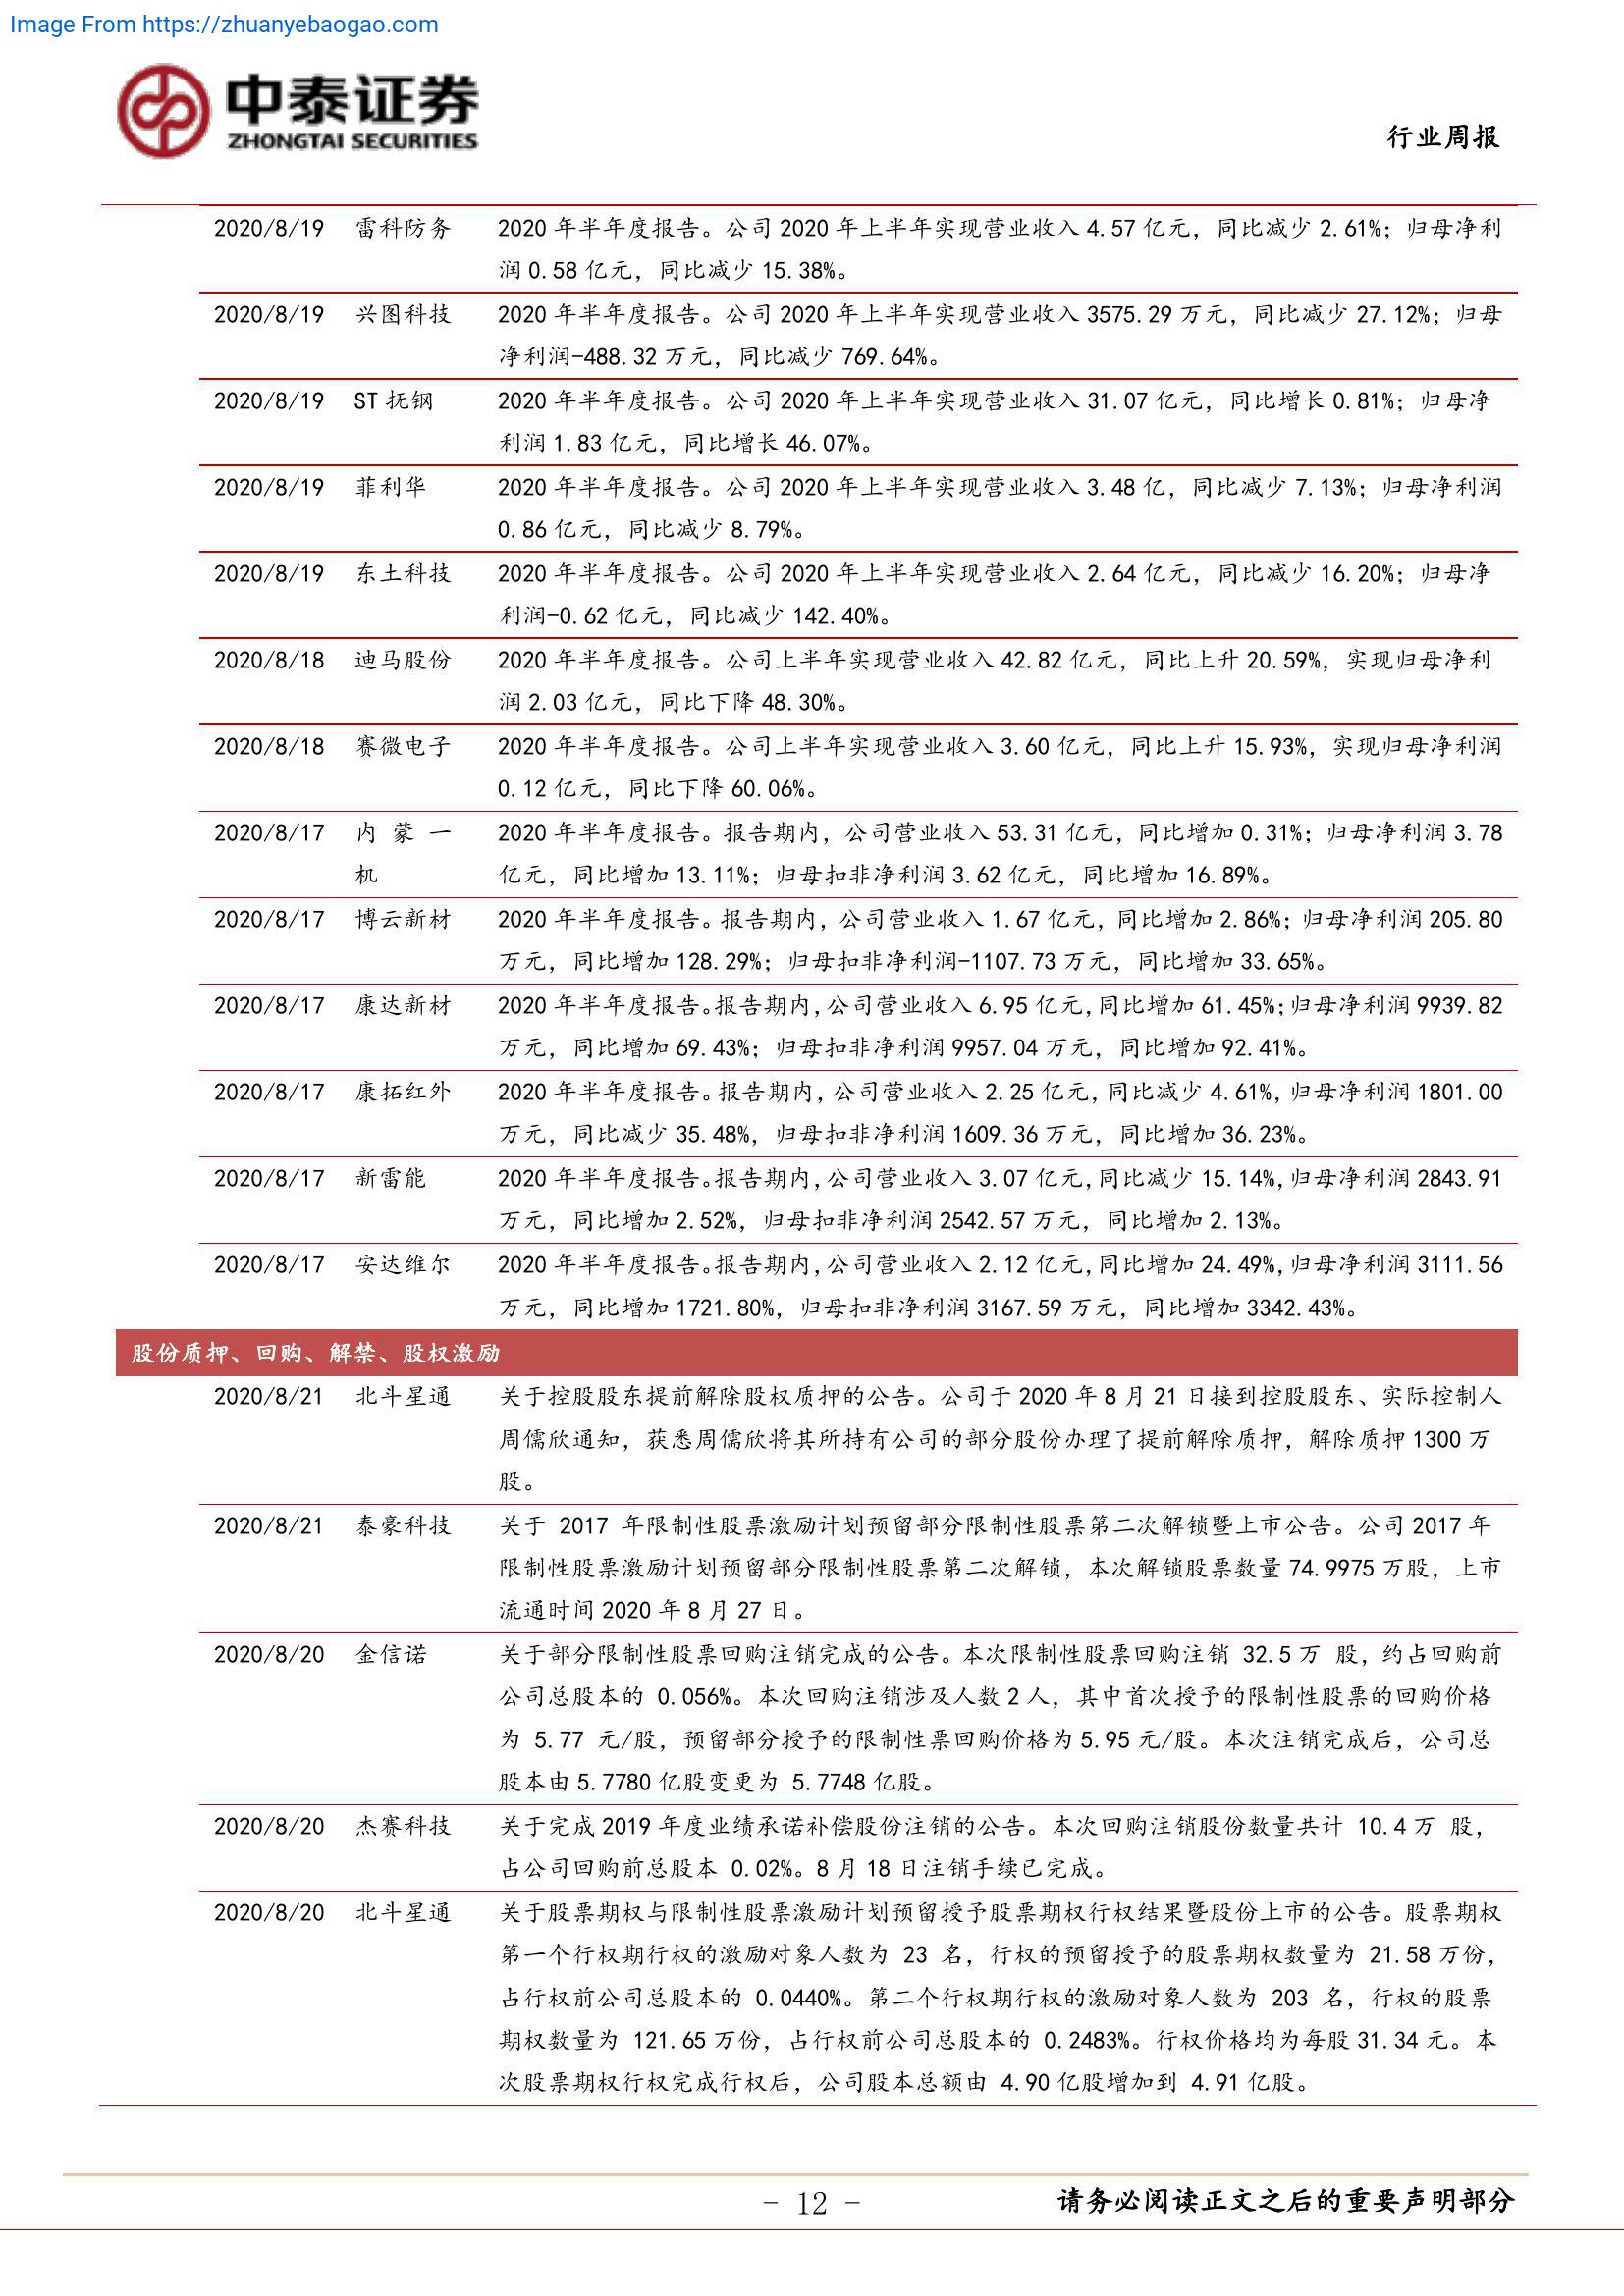 Image From https://zhuanyebaogao.com
中泰证券
ZHONGTAI SECURITIES
行业周报
2020/8/19 雷科防务 2020 年半年度报告。公司 2020 年上半年实现营业收入 4.57 亿元，同比减少 2.61%；归母净利
润 0.58 亿元，同比减少 15.38%。
2020/8/19 兴图科技 2020 年半年度报告。公司 2020 年上半年实现营业收入 3575.29 万元，同比减少 27.12%；归母
净利润-488.32 万元，同比减少 769.64%。
2020/8/19 ST 抚钢 2020 年半年度报告。公司 2020 年上半年实现营业收入 31.07 亿元，同比增长 0.81%；归母净
利润 1.83 亿元，同比增长 46.07%。
2020/8/19 菲利华 2020 年半年度报告。公司 2020 年上半年实现营业收入 3.48 亿，同比减少 7.13%；归母净利润
0.86 亿元，同比减少 8.79%。
2020/8/19 东土科技 2020 年半年度报告。公司 2020 年上半年实现营业收入 2.64 亿元，同比减少 16.20%；归母净
利润-0.62 亿元，同比减少 142.40%。
2020/8/18 迪马股份 2020 年半年度报告。公司上半年实现营业收入 42.82 亿元，同比上升 20.59%，实现归母净利
润 2.03 亿元，同比下降 48.30%。
2020/8/18 赛微电子 2020 年半年度报告。公司上半年实现营业收入 3.60 亿元，同比上升 15.93%，实现归母净利润
0.12 亿元，同比下降 60.06%。
2020/8/17 内蒙一 2020 年半年度报告。报告期内，公司营业收入 53.31 亿元，同比增加 0.31%；归母净利润 3.78
机 亿元，同比增加 13.11%；归母扣非净利润 3.62 亿元，同比增加 16.89%。
2020/8/17 博云新材 2020 年半年度报告。报告期内，公司营业收入 1.67 亿元，同比增加 2.86%；归母净利润 205.80
万元，同比增加 128.29%；归母扣非净利润-1107.73 万元，同比增加 33.65%。
2020/8/17 康达新材 2020 年半年度报告。报告期内，公司营业收入 6.95 亿元，同比增加 61.45%；归母净利润 9939.82
万元，同比增加 69.43%；归母扣非净利润 9957.04 万元，同比增加 92.41%。
2020/8/17 康拓红外 2020 年半年度报告。报告期内，公司营业收入 2.25 亿元，同比减少 4.61%，归母净利润 1801.00
万元，同比减少 35.48%，归母扣非净利润 1609.36 万元，同比增加 36.23%。
2020/8/17 新雷能 2020 年半年度报告。报告期内，公司营业收入 3.07 亿元，同比减少 15.14%，归母净利润 2843.91
万元，同比增加 2.52%，归母扣非净利润 2542.57 万元，同比增加 2.13%。
2020/8/17 安达维尔 2020 年半年度报告。报告期内，公司营业收入 2.12 亿元，同比增加 24.49%，归母净利润 3111.56
万元，同比增加 1721.80%，归母扣非净利润 3167.59 万元，同比增加 3342.43%。
股份质押、回购、解禁、股权激励
2020/8/21 北斗星通 关于控股股东提前解除股权质押的公告。公司于 2020 年 8 月 21 日接到控股股东、实际控制人
周儒欣通知，获悉周儒欣将其所持有公司的部分股份办理了提前解除质押，解除质押 1300 万
股。
2020/8/21 泰豪科技 关于 2017 年限制性股票激励计划预留部分限制性股票第二次解锁暨上市公告。公司 2017 年
限制性股票激励计划预留部分限制性股票第二次解锁，本次解锁股票数量 74.9975 万股，上市
流通时间 2020 年 8 月 27 日。
2020/8/20 金信诺 关于部分限制性股票回购注销完成的公告。本次限制性股票回购注销 32.5 万 股，约占回购前
公司总股本的 0.056%。本次回购注销涉及人数 2 人，其中首次授予的限制性股票的回购价格
为 5.77 元/股，预留部分授予的限制性票回购价格为 5.95 元/股。本次注销完成后，公司总
股本由 5.7780 亿股变更为 5.7748 亿股。
2020/8/20 杰赛科技 关于完成 2019 年度业绩承诺补偿股份注销的公告。本次回购注销股份数量共计 10.4 万 股，
占公司回购前总股本 0.02%。8 月 18 日注销手续已完成。
2020/8/20 北斗星通 关于股票期权与限制性股票激励计划预留授予股票期权行权结果暨股份上市的公告。股票期权
第一个行权期行权的激励对象人数为 23 名，行权的预留授予的股票期权数量为 21.58 万份，
占行权前公司总股本的 0.0440%。第二个行权期行权的激励对象人数为 203 名，行权的股票
期权数量为 121.65 万份，占行权前公司总股本的 0.2483%。行权价格均为每股 31.34 元。本
次股票期权行权完成行权后，公司股本总额由 4.90 亿股增加到 4.91 亿股。
- 12 -
请务必阅读正文之后的重要声明部分